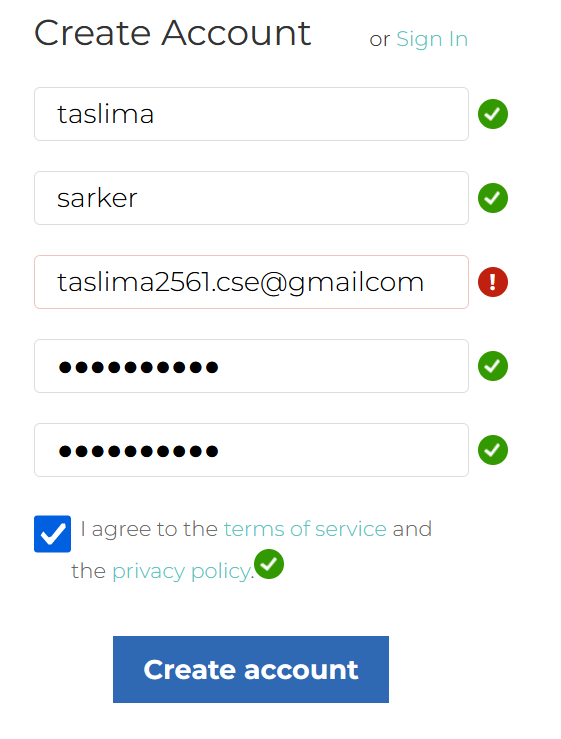 Create Account or Sign In
taslima
sarker
taslima2561.cse@gmailcom
••••••••••
••••••••••
I agree to the terms of service and
the privacy policy.
Create account